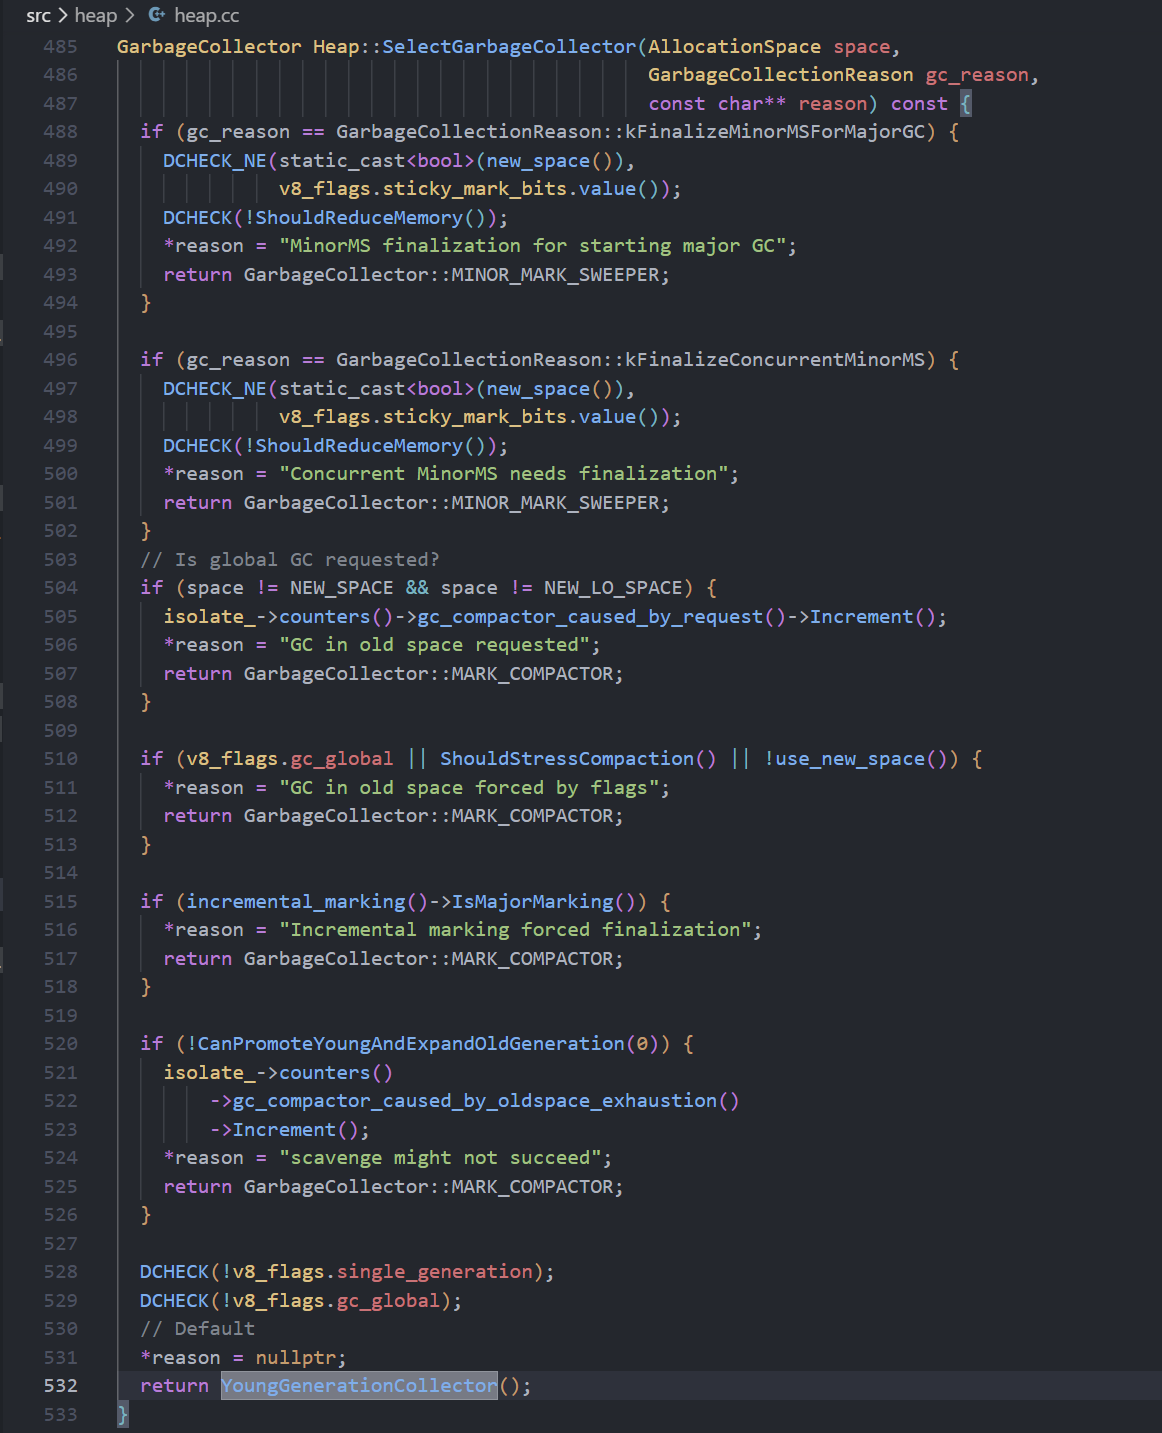 src > heap > heap.cc
485 GarbageCollector Heap::SelectGarbageCollector(AllocationSpace space,
486 GarbageCollectionReason gc_reason,
487 const char** reason) const {
488 if (gc_reason == GarbageCollectionReason::kFinalizeMinorMSForMajorGC) {
489 DCHECK_NE(static_cast<bool>(new_space()),
490 v8_flags.sticky_mark_bits.value());
491 DCHECK(!ShouldReduceMemory());
492 *reason = "MinorMS finalization for starting major GC";
493 return GarbageCollector::MINOR_MARK_SWEEPER;
494 }
495
496 if (gc_reason == GarbageCollectionReason::kFinalizeConcurrentMinorMS) {
497 DCHECK_NE(static_cast<bool>(new_space()),
498 v8_flags.sticky_mark_bits.value());
499 DCHECK(!ShouldReduceMemory());
500 *reason = "Concurrent MinorMS needs finalization";
501 return GarbageCollector::MINOR_MARK_SWEEPER;
502 }
503 // Is global GC requested?
504 if (space != NEW_SPACE && space != NEW_LO_SPACE) {
505 isolate_->counters()->gc_compactor_caused_by_request()->Increment();
506 *reason = "GC in old space requested";
507 return GarbageCollector::MARK_COMPACTOR;
508 }
509
510 if (v8_flags.gc_global || ShouldStressCompaction() || !use_new_space()) {
511 *reason = "GC in old space forced by flags";
512 return GarbageCollector::MARK_COMPACTOR;
513 }
514
515 if (incremental_marking()->IsMajorMarking()) {
516 *reason = "Incremental marking forced finalization";
517 return GarbageCollector::MARK_COMPACTOR;
518 }
519
520 if (!CanPromoteYoungAndExpandOldGeneration(0)) {
521 isolate_->counters()
522 ->gc_compactor_caused_by_oldspace_exhaustion()
523 ->Increment();
524 *reason = "scavenge might not succeed";
525 return GarbageCollector::MARK_COMPACTOR;
526 }
527
528 DCHECK(!v8_flags.single_generation);
529 DCHECK(!v8_flags.gc_global);
530 // Default
531 *reason = nullptr;
532 return YoungGenerationCollector();
533 }